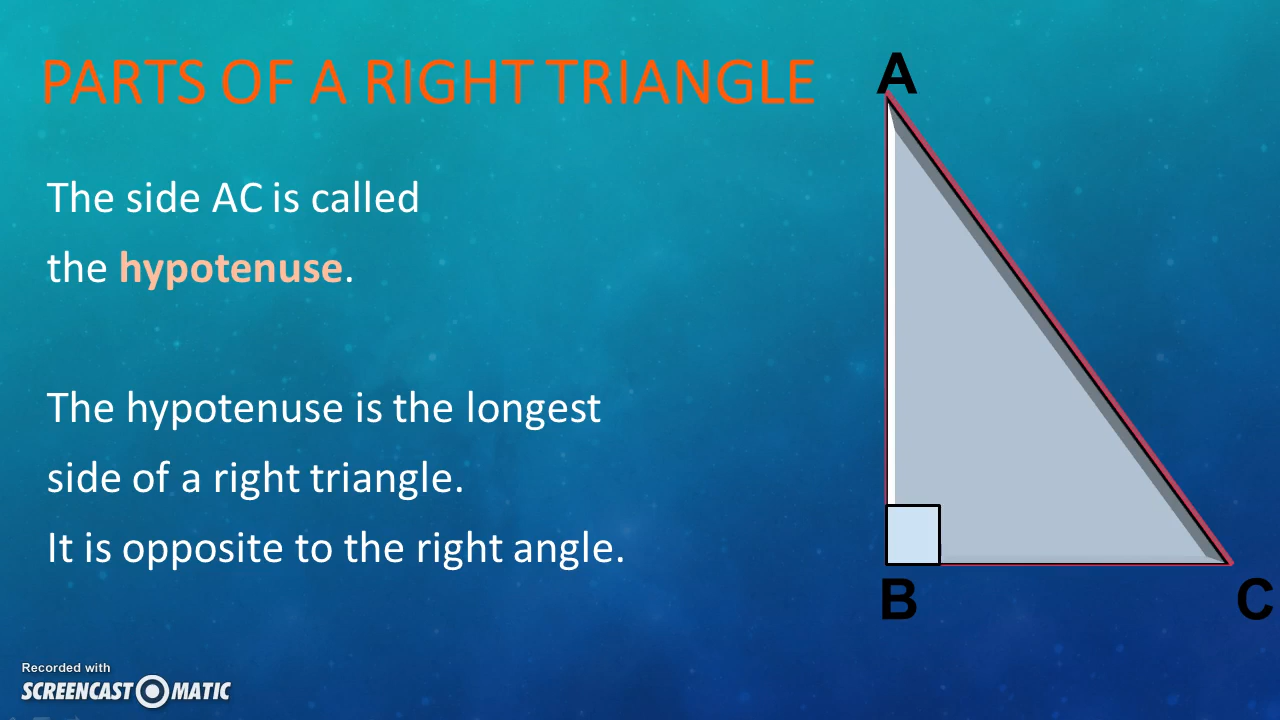 PARTS OF A RIGHT TRIANGLE
The side AC is called
the hypotenuse.
The hypotenuse is the longest
side of a right triangle.
It is opposite to the right angle.
A
B
C
Recorded with
SCREENCAST MATIC